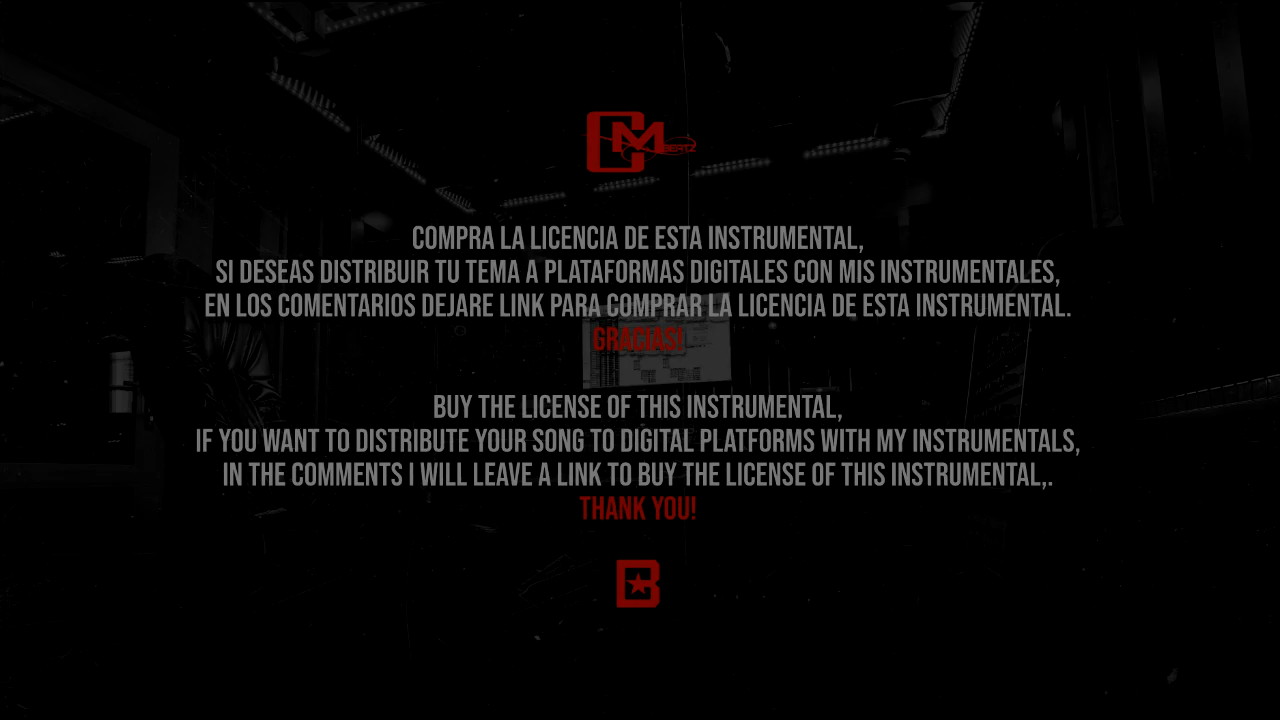 CM BEATZ
COMPRA LA LICENCIA DE ESTA INSTRUMENTAL,
SI DESEAS DISTRIBUIR TU TEMA A PLATAFORMAS DIGITALES CON MIS INSTRUMENTALES,
EN LOS COMENTARIOS DEJARE LINK PARA COMPRAR LA LICENCIA DE ESTA INSTRUMENTAL.
GRACIAS!
BUY THE LICENSE OF THIS INSTRUMENTAL,
IF YOU WANT TO DISTRIBUTE YOUR SONG TO DIGITAL PLATFORMS WITH MY INSTRUMENTALS,
IN THE COMMENTS I WILL LEAVE A LINK TO BUY THE LICENSE OF THIS INSTRUMENTAL,.
THANK YOU!
B